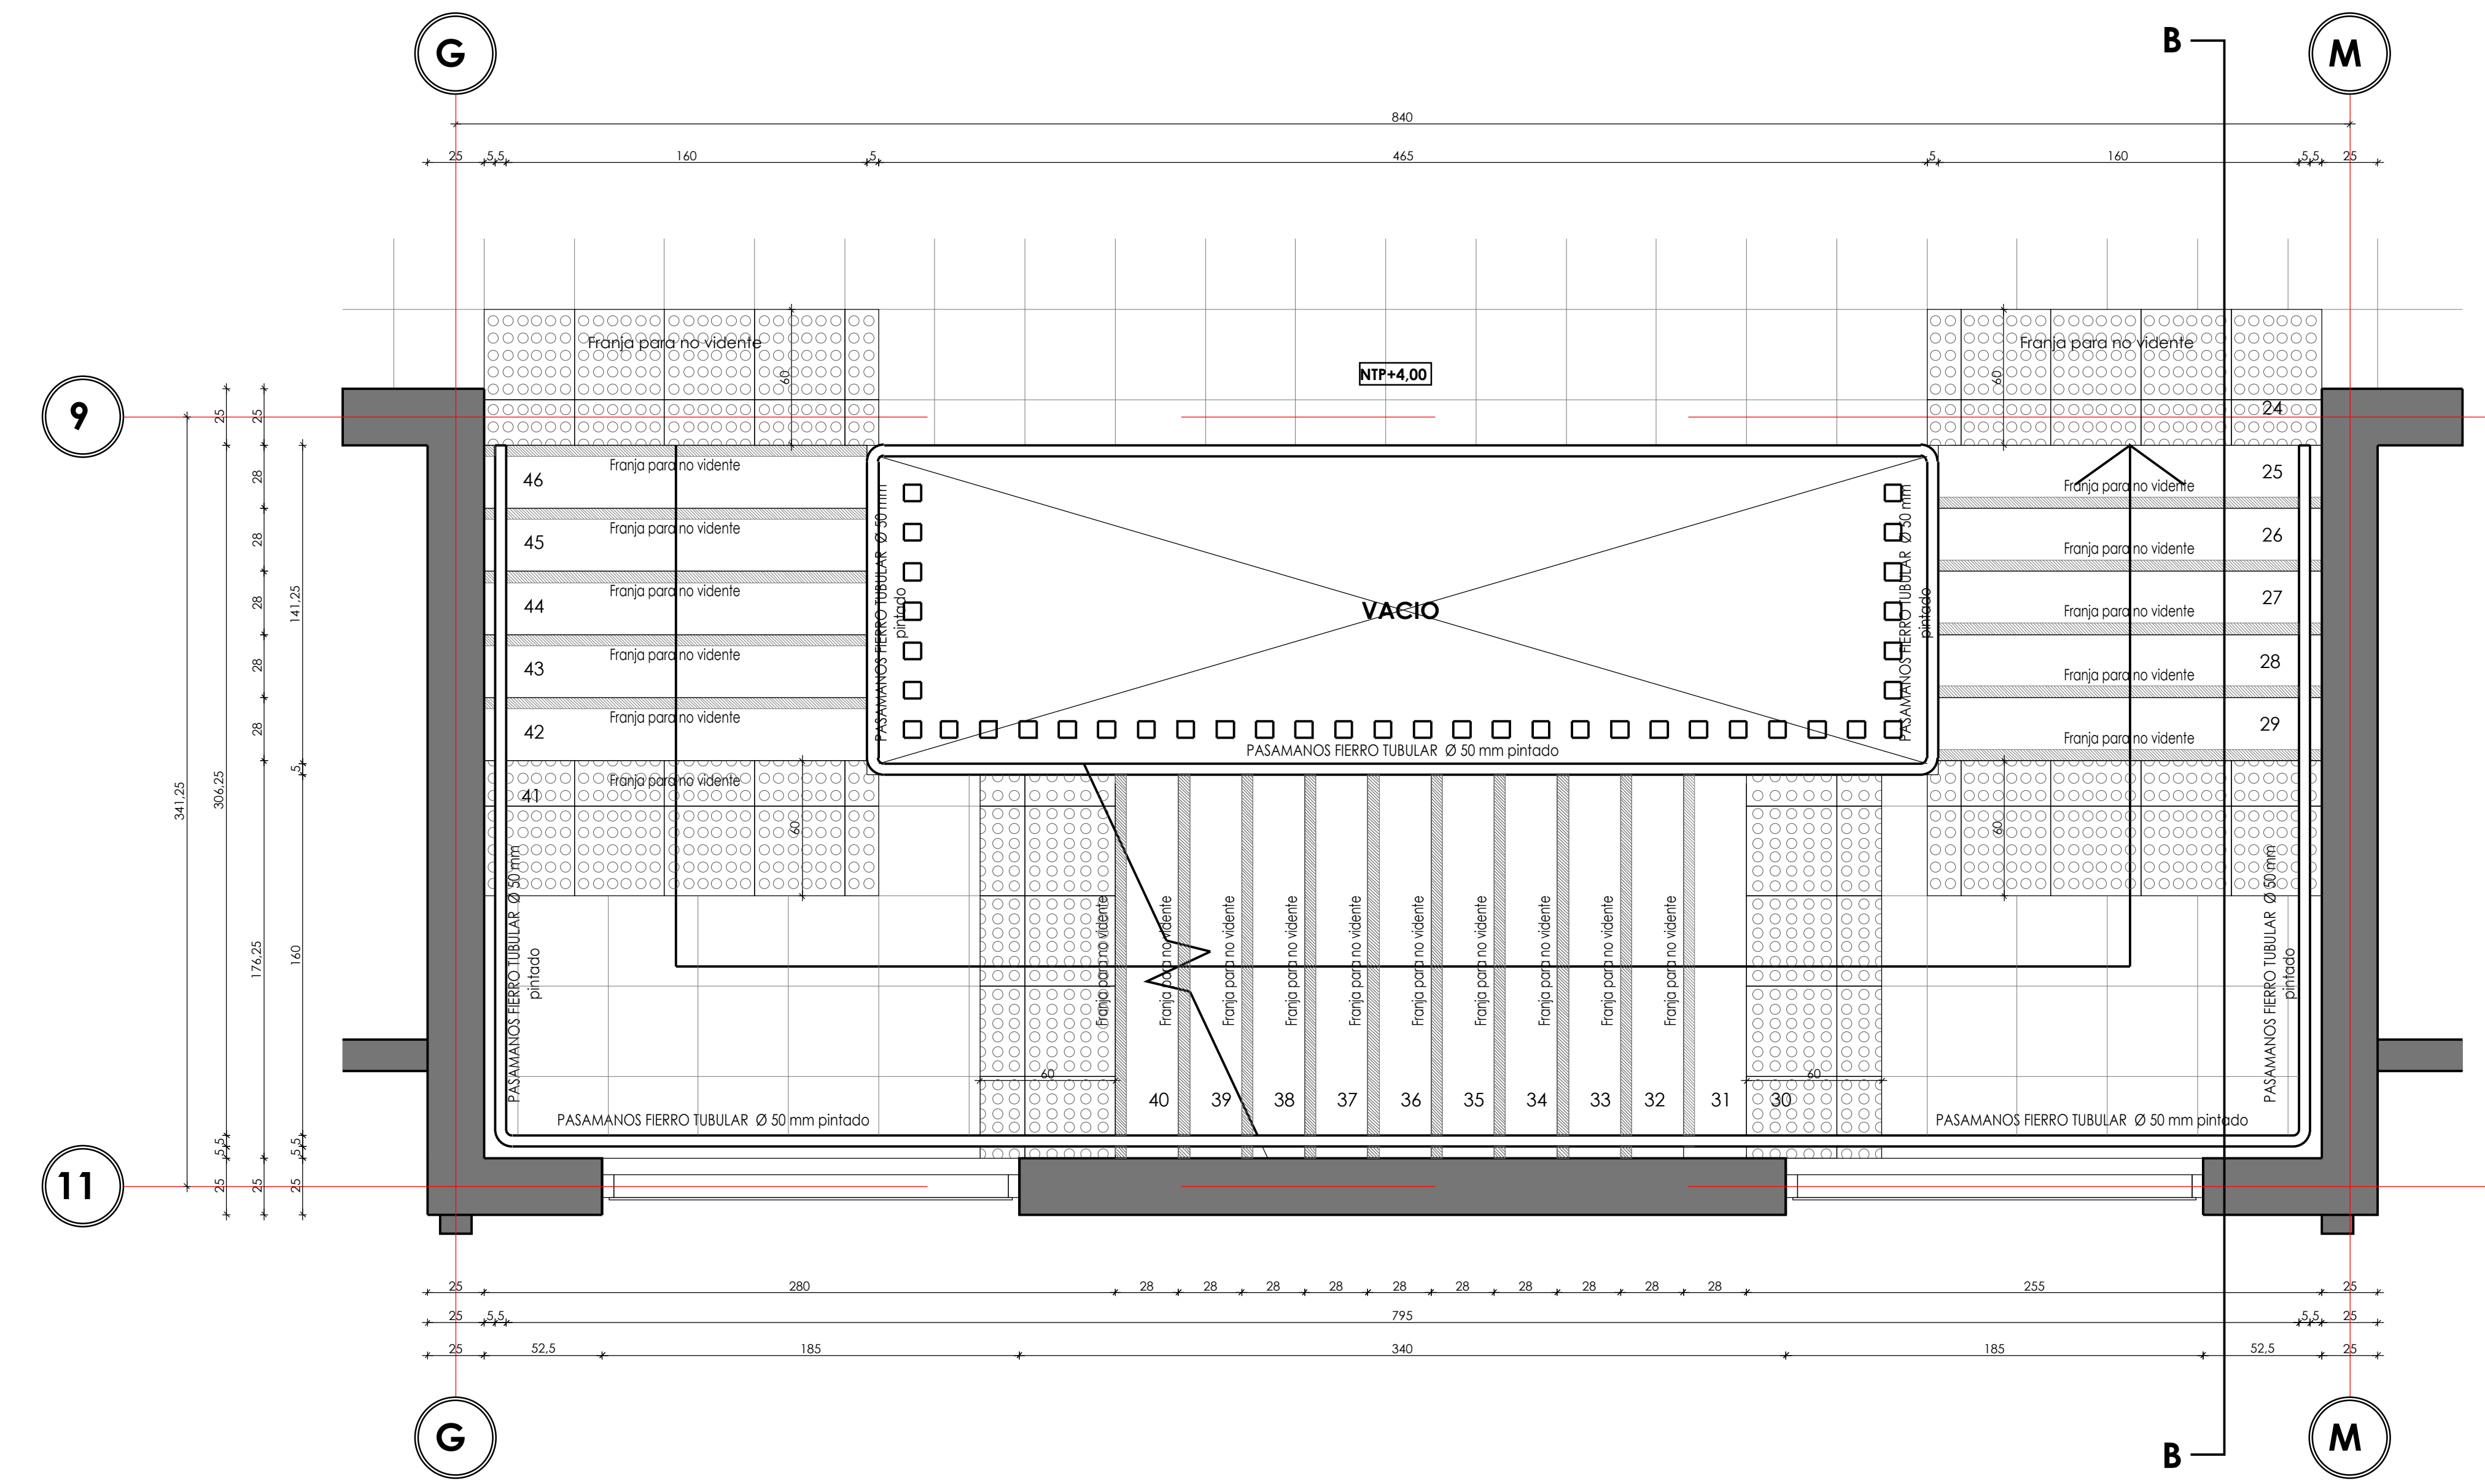 G
B
M
840
25 5,5 160 5 465 5 160 5,5 25
Franja para no vidente
60
NTP+4,00
Franja para no vidente
60
24
9
46
Franja para no vidente
45
Franja para no vidente
44
Franja para no vidente
43
Franja para no vidente
42
Franja para no vidente
41
Franja para no vidente
60
25
Franja para no vidente
26
Franja para no vidente
27
Franja para no vidente
28
Franja para no vidente
29
Franja para no vidente
60
PASAMANOS FIERRO TUBULAR Ø 50 mm
pintado
VACIO
PASAMANOS FIERRO TUBULAR Ø 50 mm
pintado
PASAMANOS FIERRO TUBULAR Ø 50 mm pintado
341,25
25 306,25 5,5 25
25 28 28 28 28 28 176,25 25
141,25 5 160 5,5 25
PASAMANOS FIERRO TUBULAR Ø 50 mm
pintado
Franja para no vidente
Franja para no vidente
Franja para no vidente
Franja para no vidente
Franja para no vidente
Franja para no vidente
Franja para no vidente
Franja para no vidente
Franja para no vidente
Franja para no vidente
PASAMANOS FIERRO TUBULAR Ø 50 mm
pintado
60
60
40 39 38 37 36 35 34 33 32 31 30
PASAMANOS FIERRO TUBULAR Ø 50 mm pintado
PASAMANOS FIERRO TUBULAR Ø 50 mm pintado
11
25 280 28 28 28 28 28 28 28 28 28 28 255 25
25 5,5 795 5,5 25
25 52,5 185 340 185 52,5 25
G
B
M